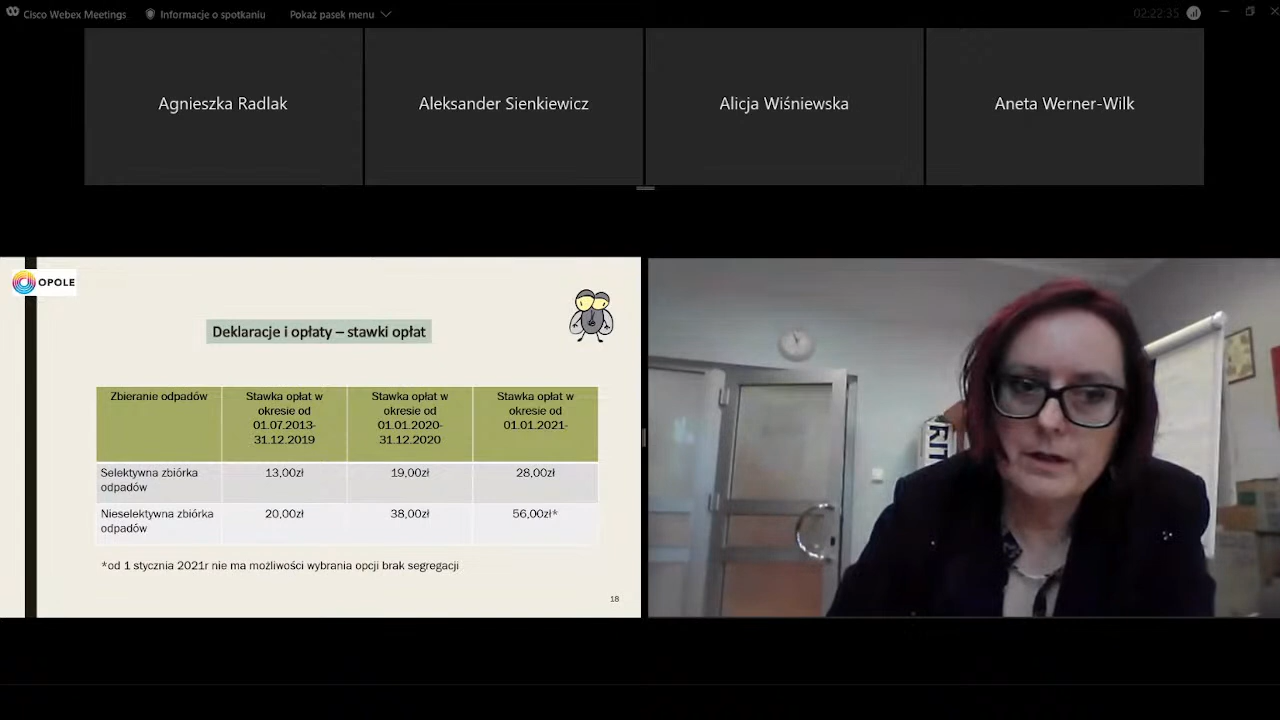 Cisco Webex Meetings
Informacje o spotkaniu
Pokaż pasek menu
02:22:35
Agnieszka Radlak
Aleksander Sienkiewicz
Alicja Wiśniewska
Aneta Werner-Wilk
OPOLE
Deklaracje i opłaty – stawki opłat
Zbieranie odpadów
Stawka opłat w
okresie od
01.07.2013-
31.12.2019
Stawka opłat w
okresie od
01.01.2020-
31.12.2020
Stawka opłat w
okresie od
01.01.2021-
Selektywna zbiórka
odpadów
13,00zł
19,00zł
28,00zł
Nieselektywna zbiórka
odpadów
20,00zł
38,00zł
56,00zł*
*od 1 stycznia 2021r nie ma możliwości wybrania opcji brak segregacji
18